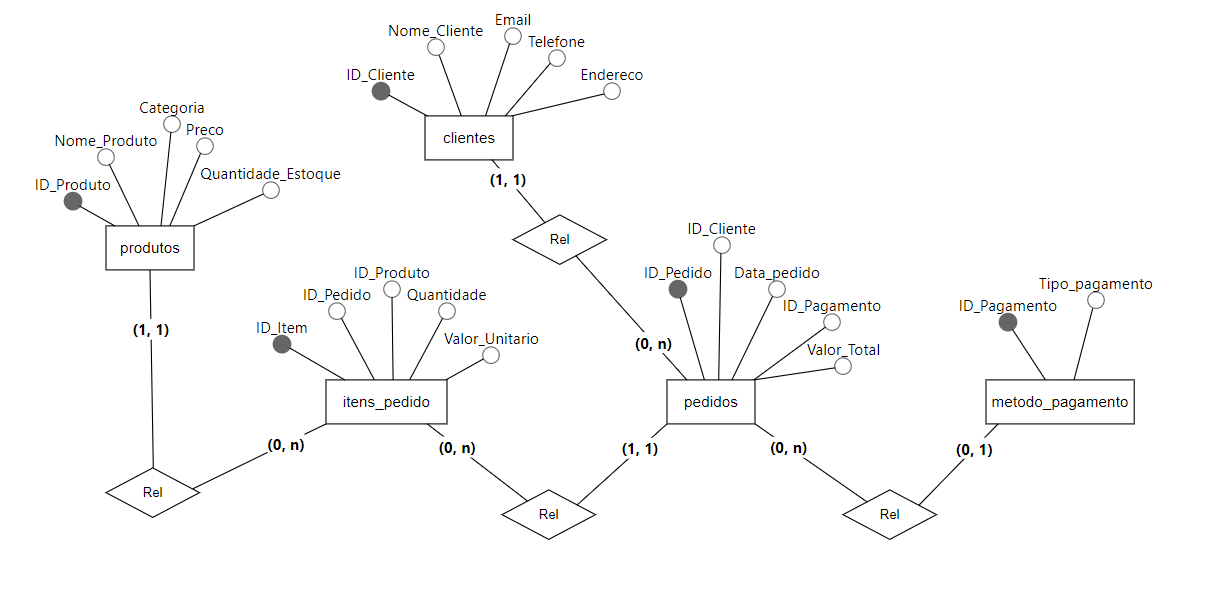 Email
Nome_Cliente
Telefone
ID_Cliente
Endereco
clientes
(1, 1)
Rel
Categoria
Preco
Nome_Produto
Quantidade_Estoque
ID_Produto
produtos
(1, 1)
Rel
ID_Produto
ID_Pedido
Quantidade
ID_Item
Valor_Unitario
itens_pedido
(0, n)
(0, n)
Rel
ID_Cliente
ID_Pedido
Data_pedido
ID_Pagamento
Valor_Total
(0, n)
pedidos
(1, 1)
(0, n)
Rel
Tipo_pagamento
ID_Pagamento
metodo_pagamento
(0, 1)